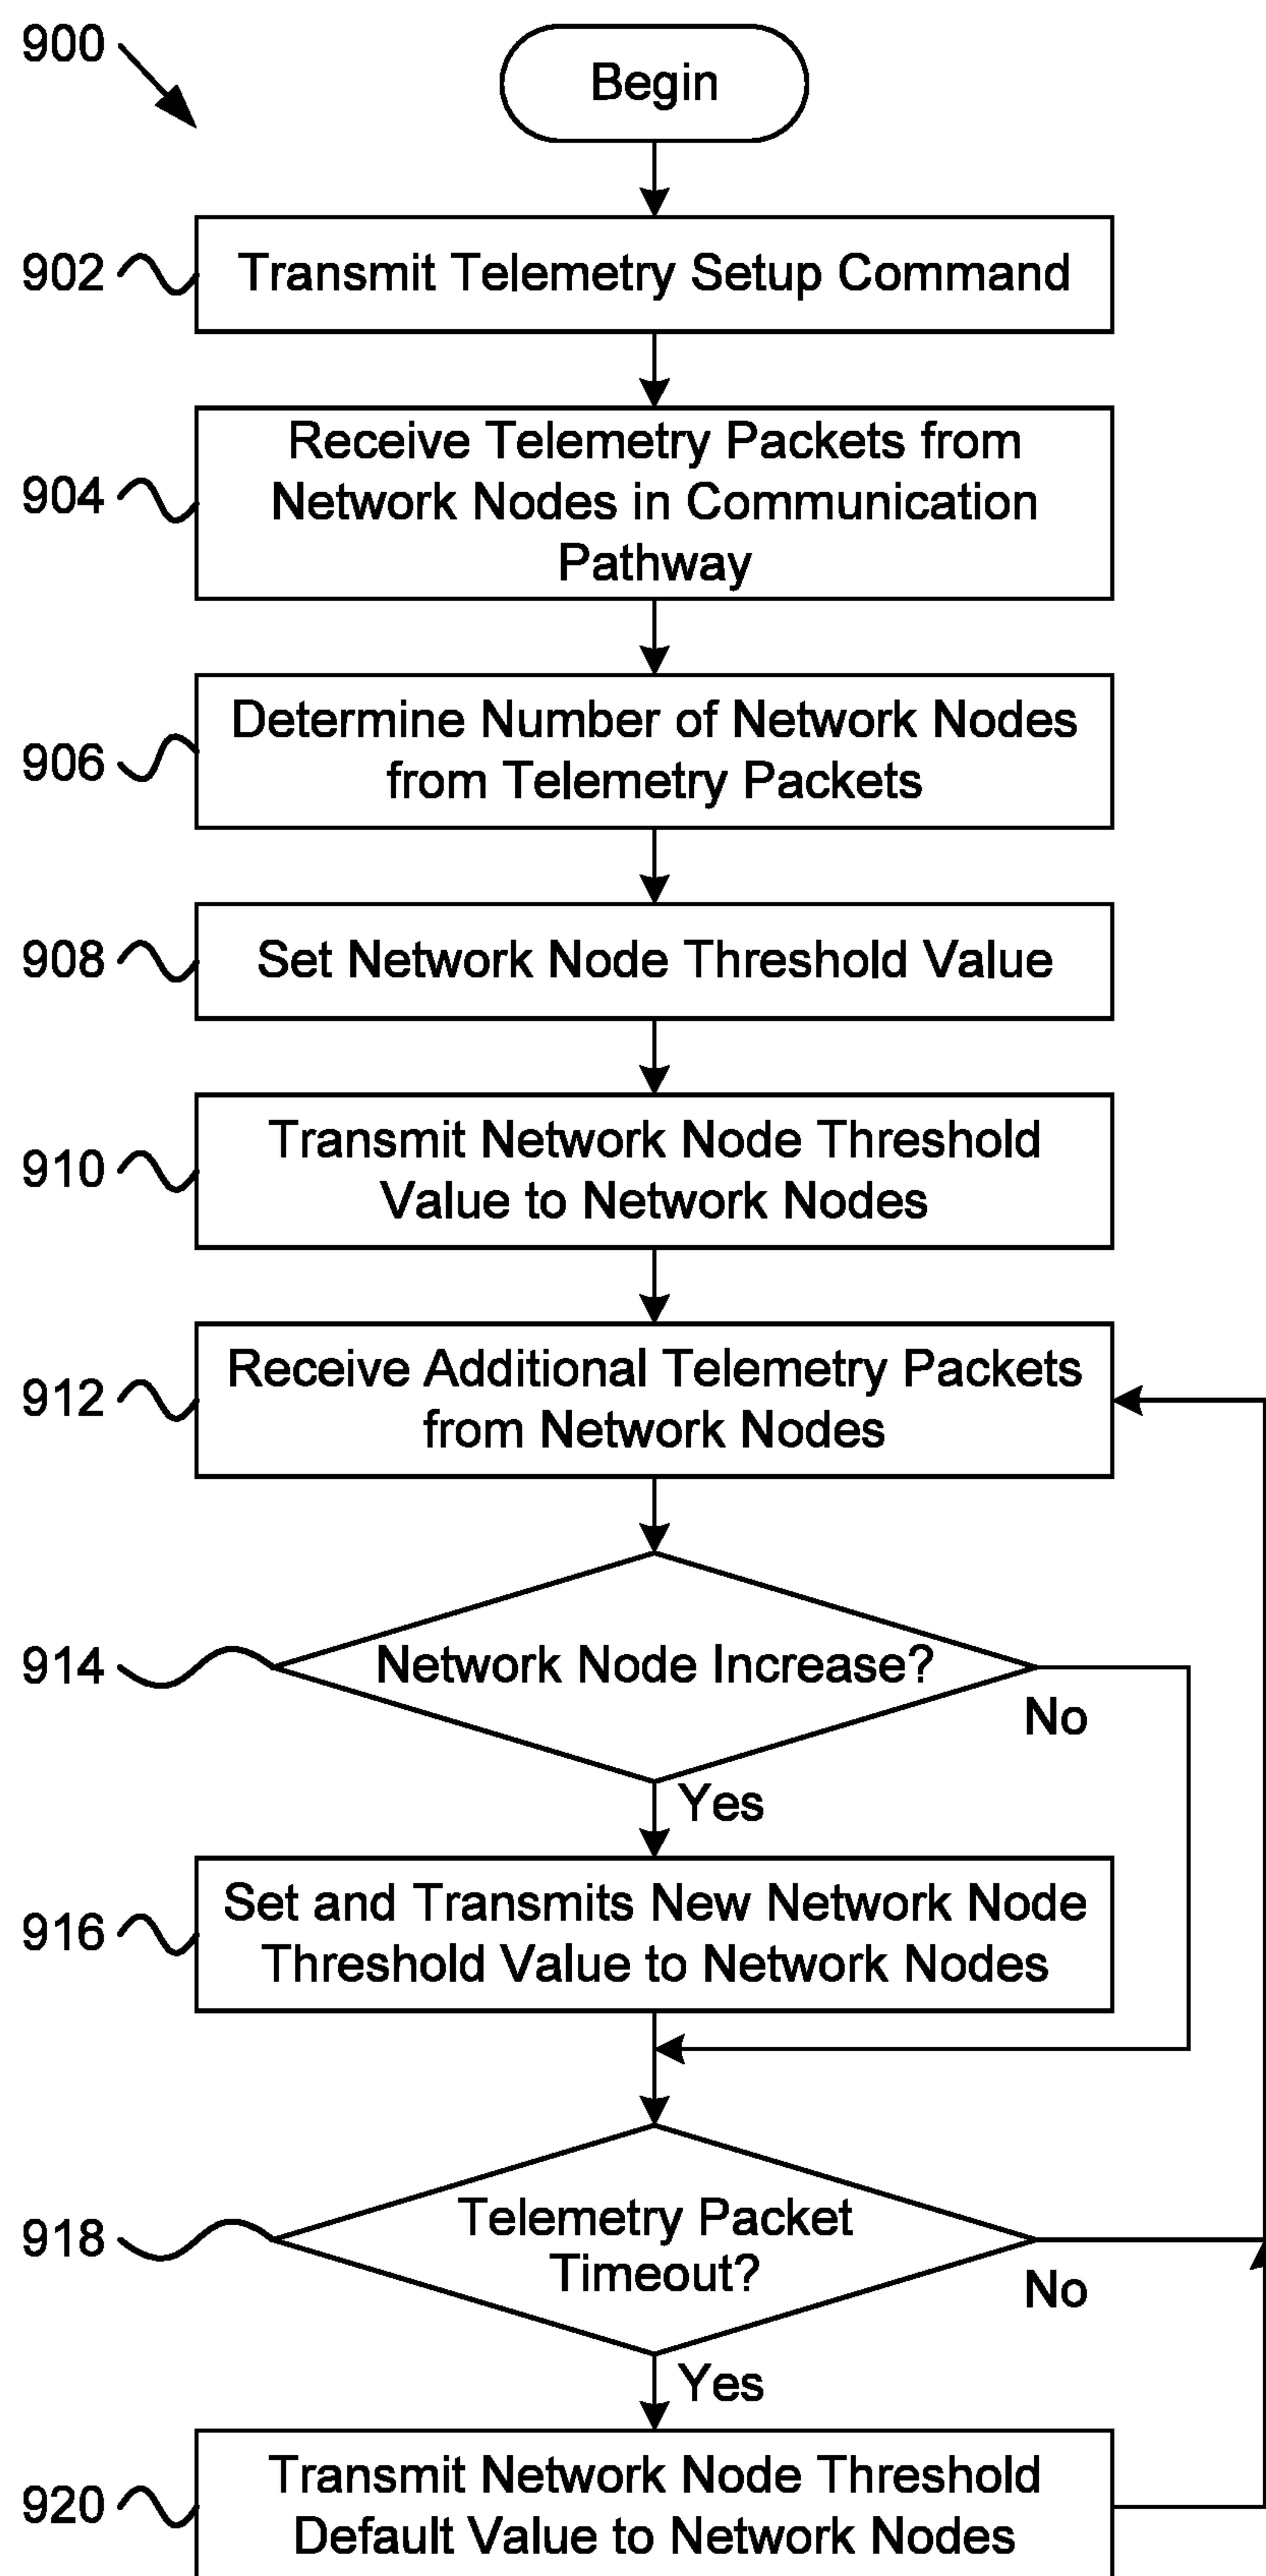 900
Begin
902
Transmit Telemetry Setup Command
904
Receive Telemetry Packets from
Network Nodes in Communication
Pathway
906
Determine Number of Network Nodes
from Telemetry Packets
908
Set Network Node Threshold Value
910
Transmit Network Node Threshold
Value to Network Nodes
912
Receive Additional Telemetry Packets
from Network Nodes
914
Network Node Increase?
No
Yes
916
Set and Transmits New Network Node
Threshold Value to Network Nodes
918
Telemetry Packet
Timeout?
No
Yes
920
Transmit Network Node Threshold
Default Value to Network Nodes